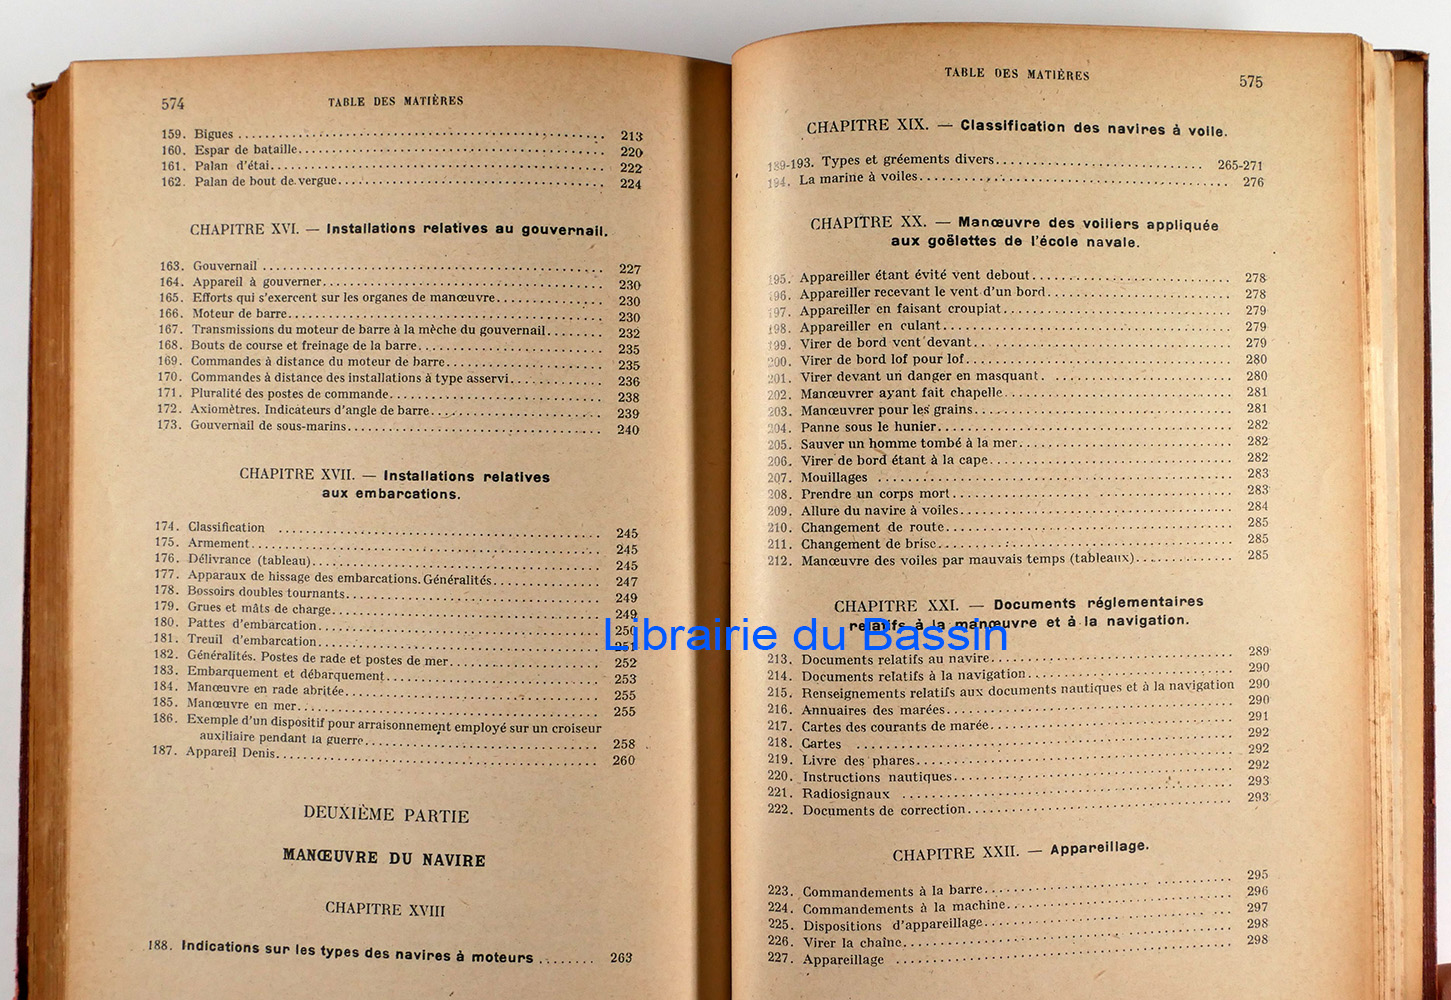 574
TABLE DES MATIÈRES
159. Bigues ........ 213
160. Espar de bataille ........ 220
161. Palan d'étai ........ 222
162. Palan de bout de vergue ........ 224
CHAPITRE XVI. — Installations relatives au gouvernail.
163. Gouvernail ........ 227
164. Appareil à gouverner ........ 230
165. Efforts qui s'exercent sur les organes de manœuvre ........ 230
166. Moteur de barre ........ 230
167. Transmissions du moteur de barre à la mèche du gouvernail ........ 232
168. Bouts de course et freinage de la barre ........ 235
169. Commandes à distance du moteur de barre ........ 235
170. Commandes à distance des installations à type asservi ........ 236
171. Pluralité des postes de commande ........ 238
172. Axiomètres. Indicateurs d'angle de barre ........ 239
173. Gouvernail de sous-marins ........ 240
CHAPITRE XVII. — Installations relatives
aux embarcations.
174. Classification ........ 245
175. Armement ........ 245
176. Délivrance (tableau) ........ 245
177. Apparaux de hissage des embarcations. Généralités ........ 247
178. Bossoirs doubles tournants ........ 249
179. Grues et mâts de charge ........ 249
180. Pattes d'embarcation ........ 250
181. Treuil d'embarcation ........ 251
182. Généralités. Postes de rade et postes de mer ........ 252
183. Embarquement et débarquement ........ 253
184. Manœuvre en rade abritée ........ 255
185. Manœuvre en mer ........ 255
186. Exemple d'un dispositif pour arraisonnement employé sur un croiseur
auxiliaire pendant la guerre ........ 258
187. Appareil Denis ........ 260
DEUXIÈME PARTIE
MANŒUVRE DU NAVIRE
CHAPITRE XVIII
188. Indications sur les types des navires à moteurs ........ 263
TABLE DES MATIÈRES
575
CHAPITRE XIX. — Classification des navires à voile.
189-193. Types et gréements divers ........ 265-271
194. La marine à voiles ........ 276
CHAPITRE XX. — Manœuvre des voiliers appliquée
aux goëlettes de l'école navale.
195. Appareiller étant évité vent debout ........ 278
196. Appareiller recevant le vent d'un bord ........ 278
197. Appareiller en faisant croupiat ........ 279
198. Appareiller en culant ........ 279
199. Virer de bord vent devant ........ 279
200. Virer de bord lof pour lof ........ 280
201. Virer devant un danger en masquant ........ 280
202. Manœuvrer ayant fait chapelle ........ 281
203. Manœuvrer pour les grains ........ 281
204. Panne sous le hunier ........ 282
205. Sauver un homme tombé à la mer ........ 282
206. Virer de bord étant à la cape ........ 282
207. Mouillages ........ 283
208. Prendre un corps mort ........ 283
209. Allure du navire à voiles ........ 284
210. Changement de route ........ 285
211. Changement de brise ........ 285
212. Manœuvre des voiles par mauvais temps (tableaux) ........ 285
CHAPITRE XXI. — Documents réglementaires
relatifs à la manœuvre et à la navigation.
Librairie du Bassin
213. Documents relatifs au navire ........ 289
214. Documents relatifs à la navigation ........ 290
215. Renseignements relatifs aux documents nautiques et à la navigation 290
216. Annuaires des marées ........ 290
217. Cartes des courants de marée ........ 291
218. Cartes ........ 292
219. Livre des phares ........ 292
220. Instructions nautiques ........ 292
221. Radiosignaux ........ 293
222. Documents de correction ........ 293
CHAPITRE XXII. — Appareillage.
223. Commandements à la barre ........ 295
224. Commandements à la machine ........ 296
225. Dispositions d'appareillage ........ 297
226. Virer la chaîne ........ 298
227. Appareillage ........ 298